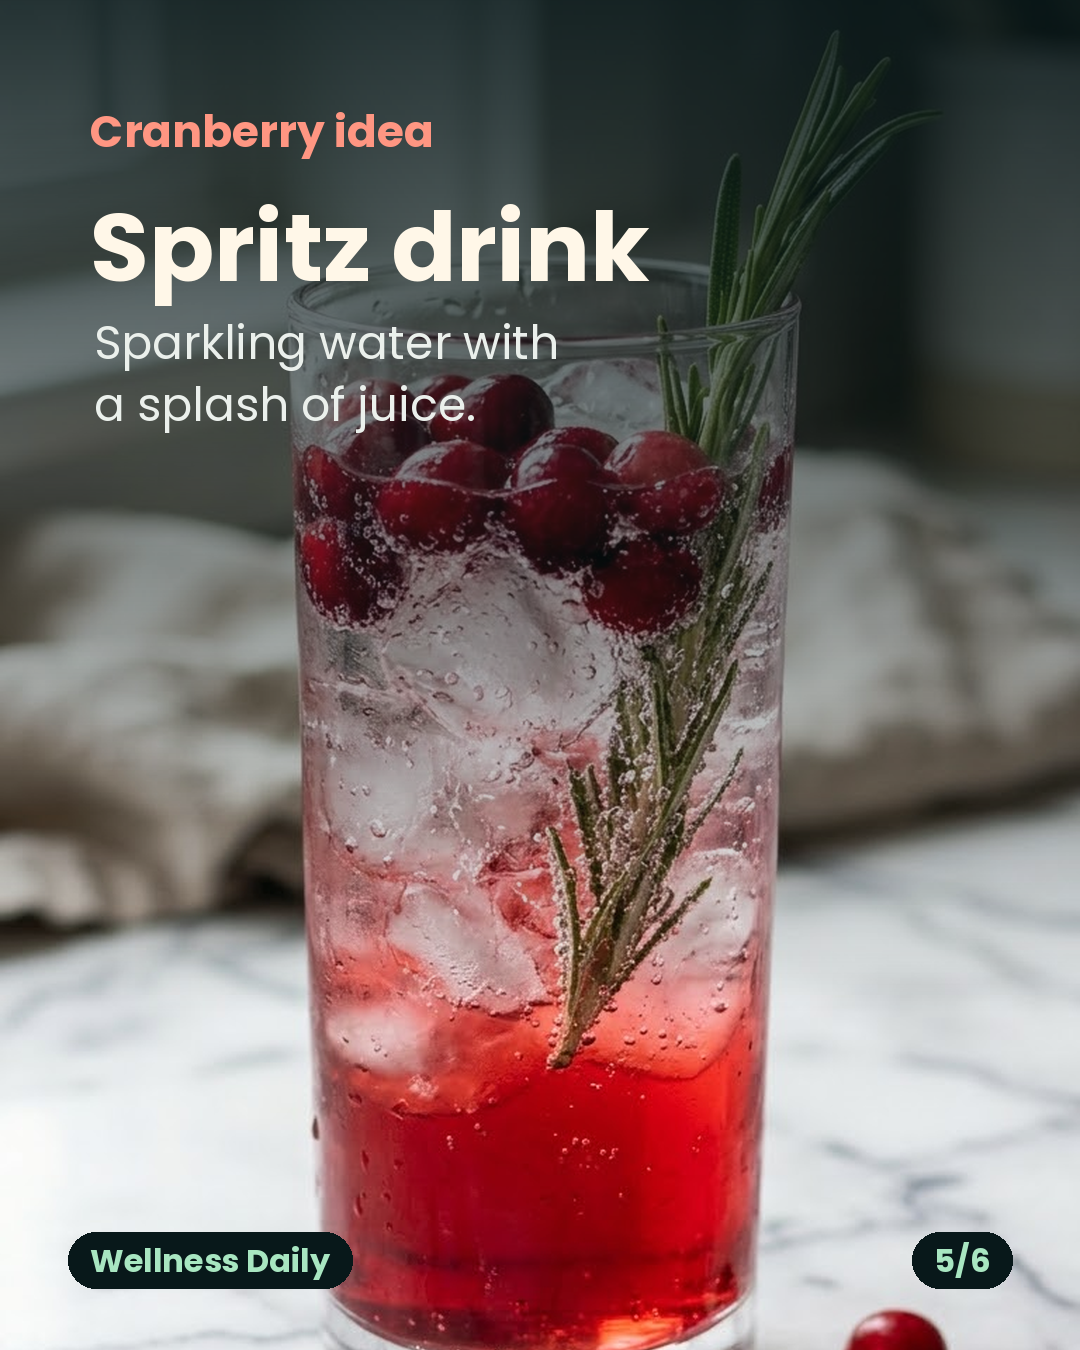 Cranberry idea
Spritz drink
Sparkling water with
a splash of juice.
Wellness Daily
5/6